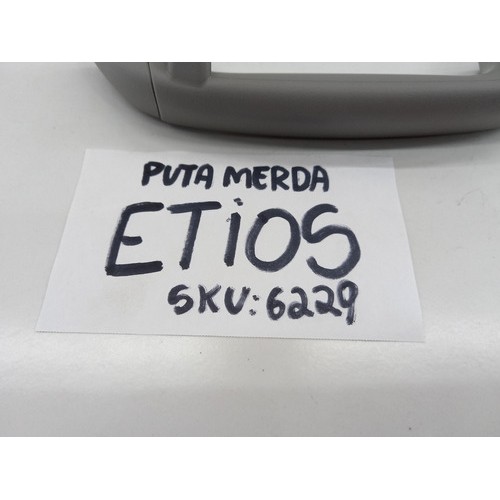 PUTA MERDA
ETiOS
SKU: 6229